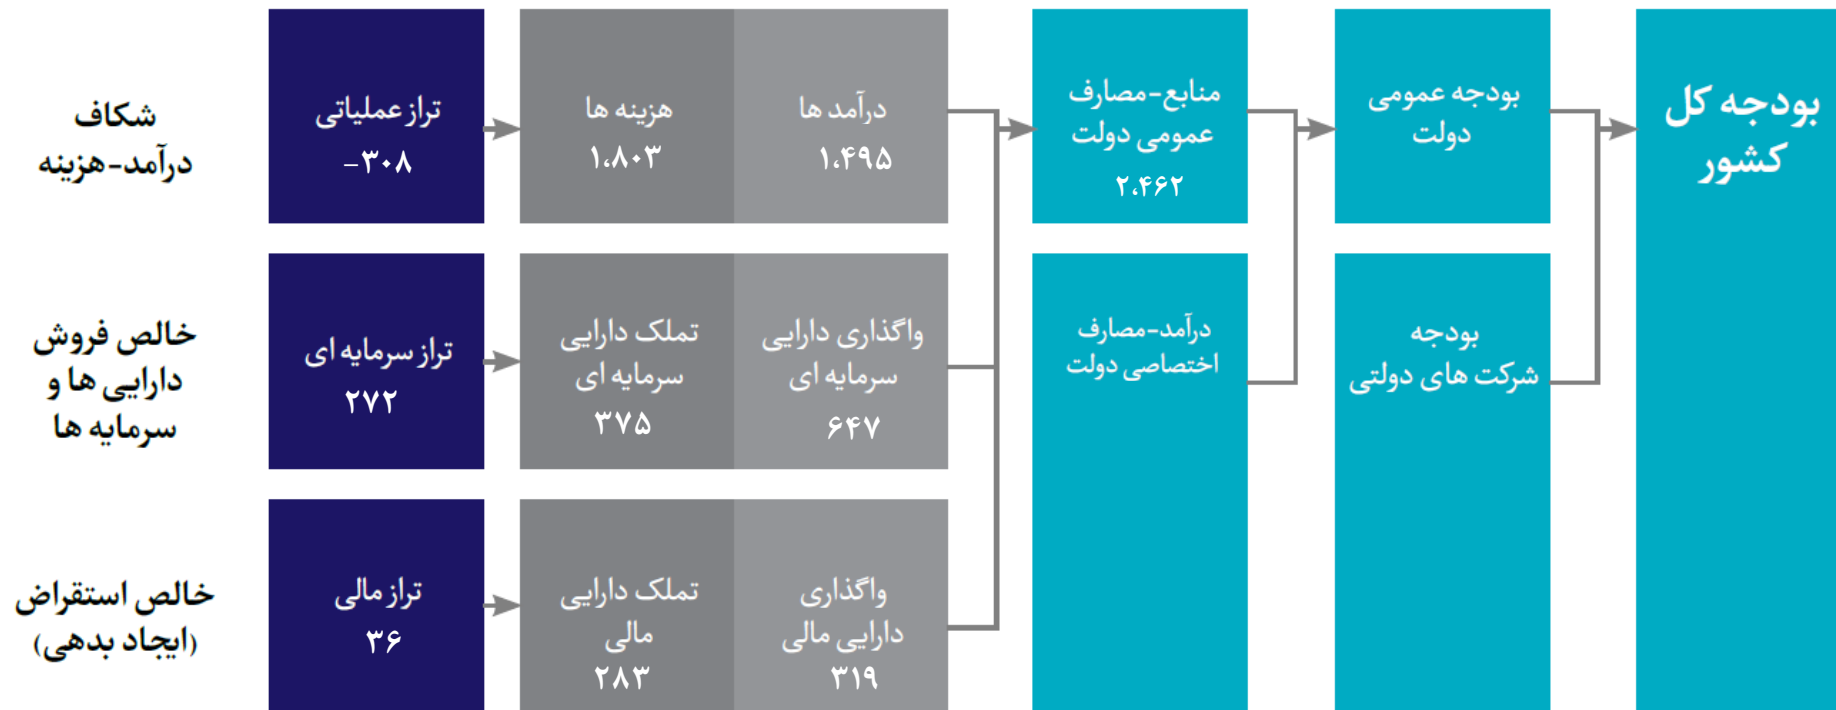 بودجه کل
کشور
بودجه عمومی
دولت
بودجه
شرکت های دولتی
منابع-مصارف
عمومی دولت
۲،۴۶۲
درآمد-مصارف
اختصاصی دولت
درآمد ها
۱،۴۹۵
هزینه ها
۱،۸۰۳
تراز عملیاتی
-۳۰۸
شکاف
درآمد-هزینه
واگذاری دارایی
سرمایه ای
۶۴۷
تملک دارایی
سرمایه ای
۳۷۵
تراز سرمایه ای
۲۷۲
خالص فروش
دارایی ها و
سرمایه ها
واگذاری
دارایی مالی
۳۱۹
تملک دارایی
مالی
۲۸۳
تراز مالی
۳۶
خالص استقراض
(ایجاد بدهی)